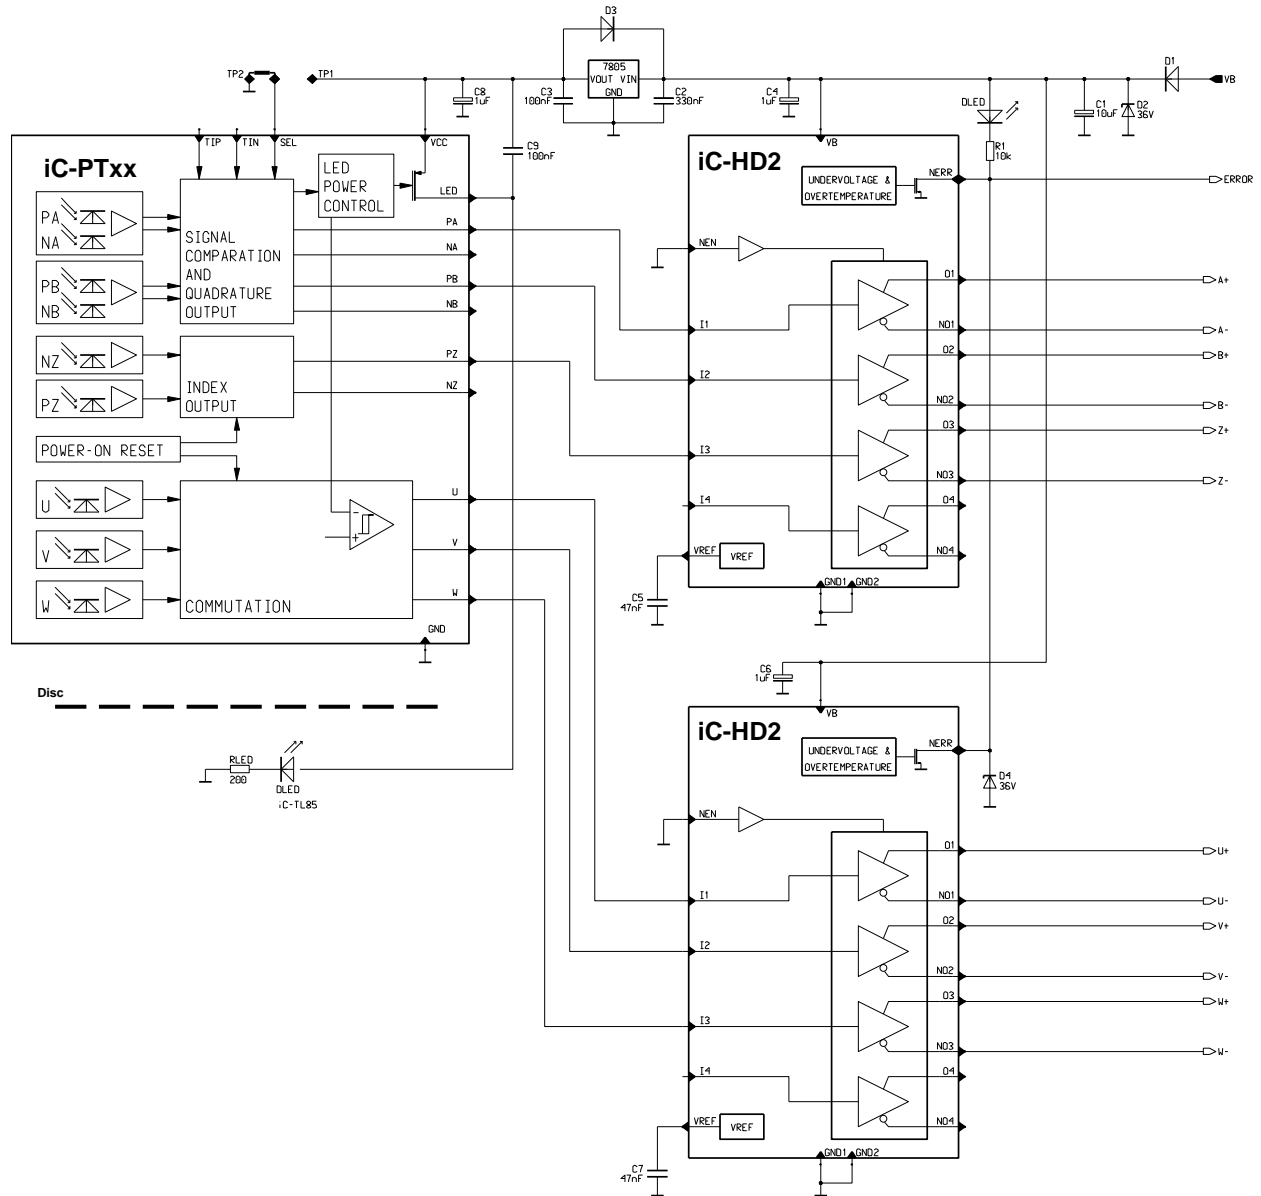 D3
TP2
TP1
7805
VOUT VIN
GND
C8
1uF
C3
100nF
C2
330nF
C4
1uF
DLED
C1
10uF
D2
36V
D1
VB
R1
10k
C9
100nF
iC-PTxx
TIP
TIN
SEL
VCC
LED
POWER
CONTROL
LED
PA
NA
PB
NB
NZ
PZ
SIGNAL
COMPARATION
AND
QUADRATURE
OUTPUT
INDEX
OUTPUT
POWER-ON RESET
U
V
W
COMMUTATION
-
+
PA
NA
PB
NB
PZ
NZ
U
V
W
GND
Disc
RLED
200
DLED
iC-TL85
iC-HD2
VB
UNDERVOLTAGE &
OVERTEMPERATURE
NERR
ERROR
NEN
I1
I2
I3
I4
O1
NO1
O2
NO2
O3
NO3
O4
NO4
A+
A-
B+
B-
Z+
Z-
VREF
VREF
GND1
GND2
C5
47nF
C6
1uF
iC-HD2
VB
UNDERVOLTAGE &
OVERTEMPERATURE
NERR
D4
36V
NEN
I1
I2
I3
I4
O1
NO1
O2
NO2
O3
NO3
O4
NO4
U+
U-
V+
V-
W+
W-
VREF
VREF
GND1
GND2
C7
47nF